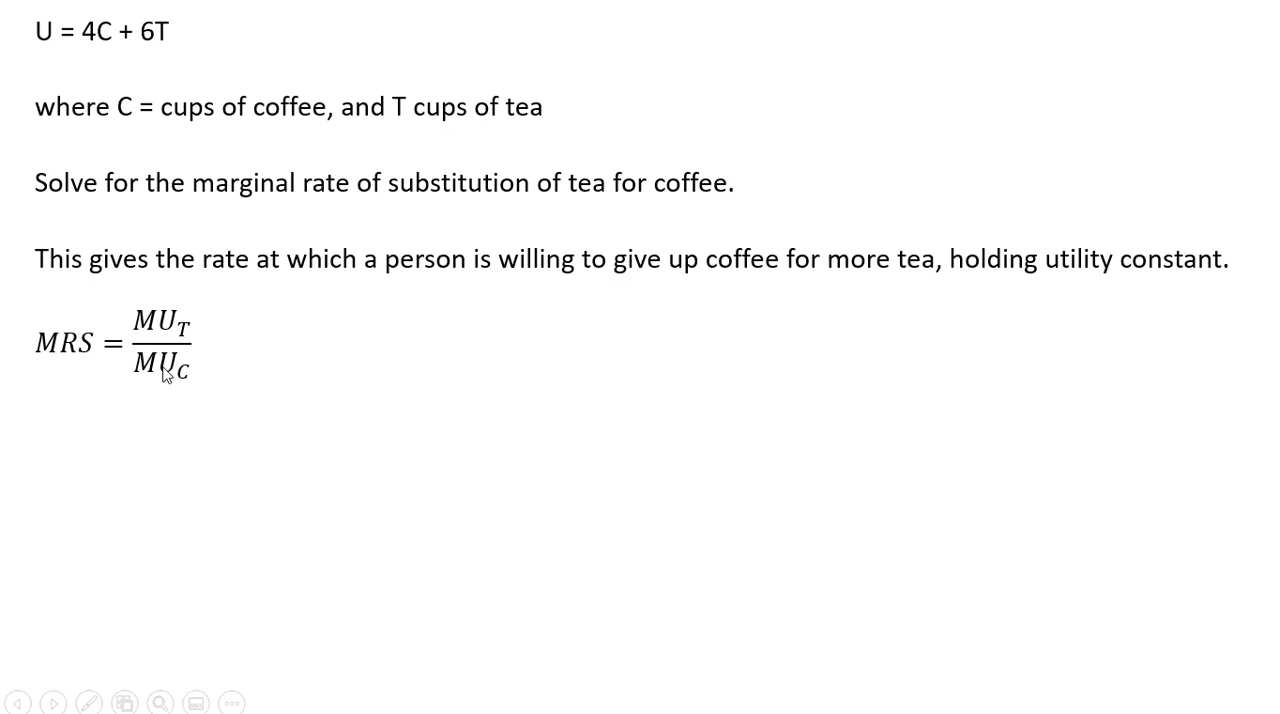 U = 4C + 6T
where C = cups of coffee, and T cups of tea
Solve for the marginal rate of substitution of tea for coffee.
This gives the rate at which a person is willing to give up coffee for more tea, holding utility constant.
MRS = MU_T / MU_C